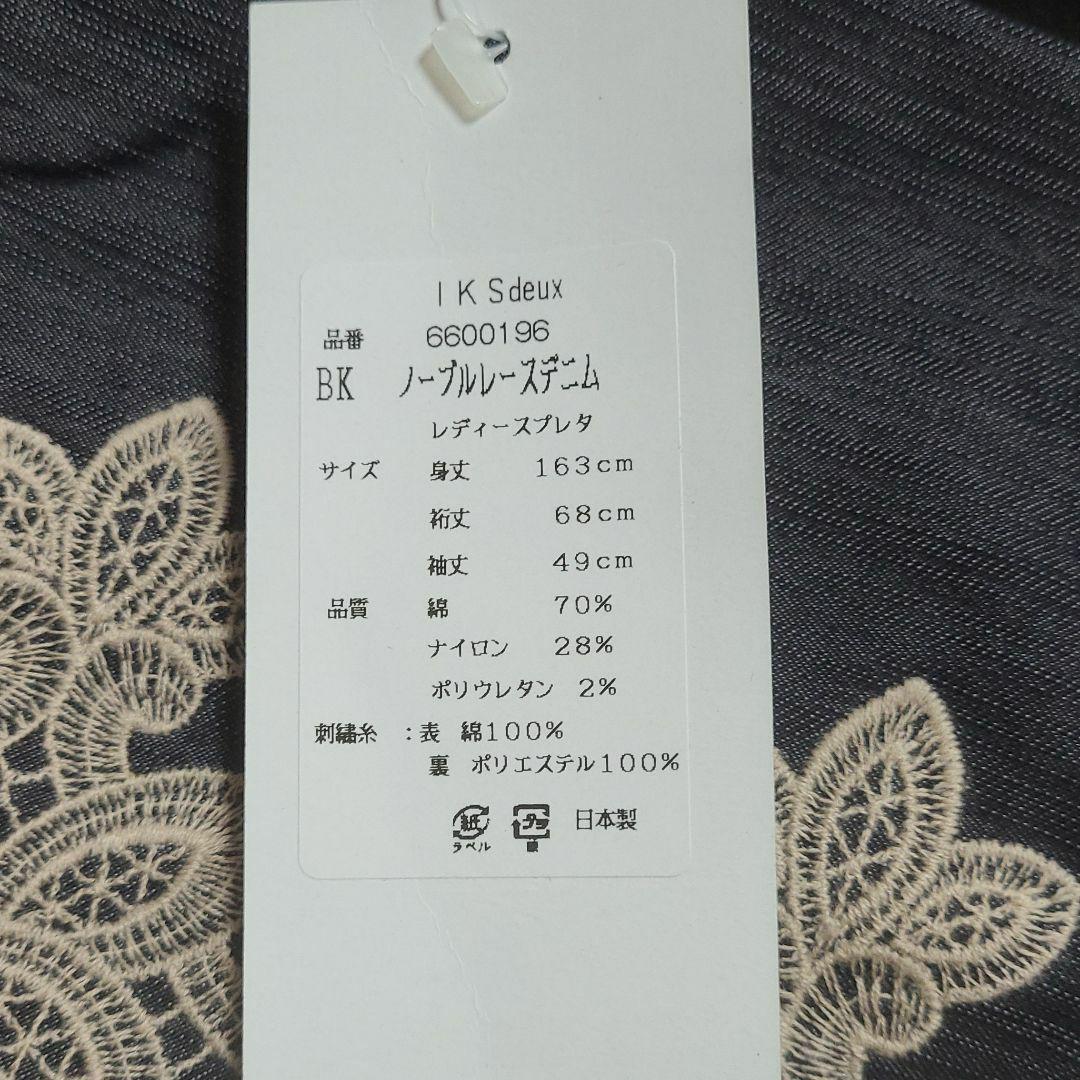 IKSdeux
品番 6600196
BK ノーブルレースデニム
レディースプレタ
サイズ 身丈 163cm
裄丈 68cm
袖丈 49cm
品質 綿 70%
ナイロン 28%
ポリウレタン 2%
刺繍糸 :表 綿100%
裏 ポリエステル100%
紙 プラ 日本製
ラベル 袋